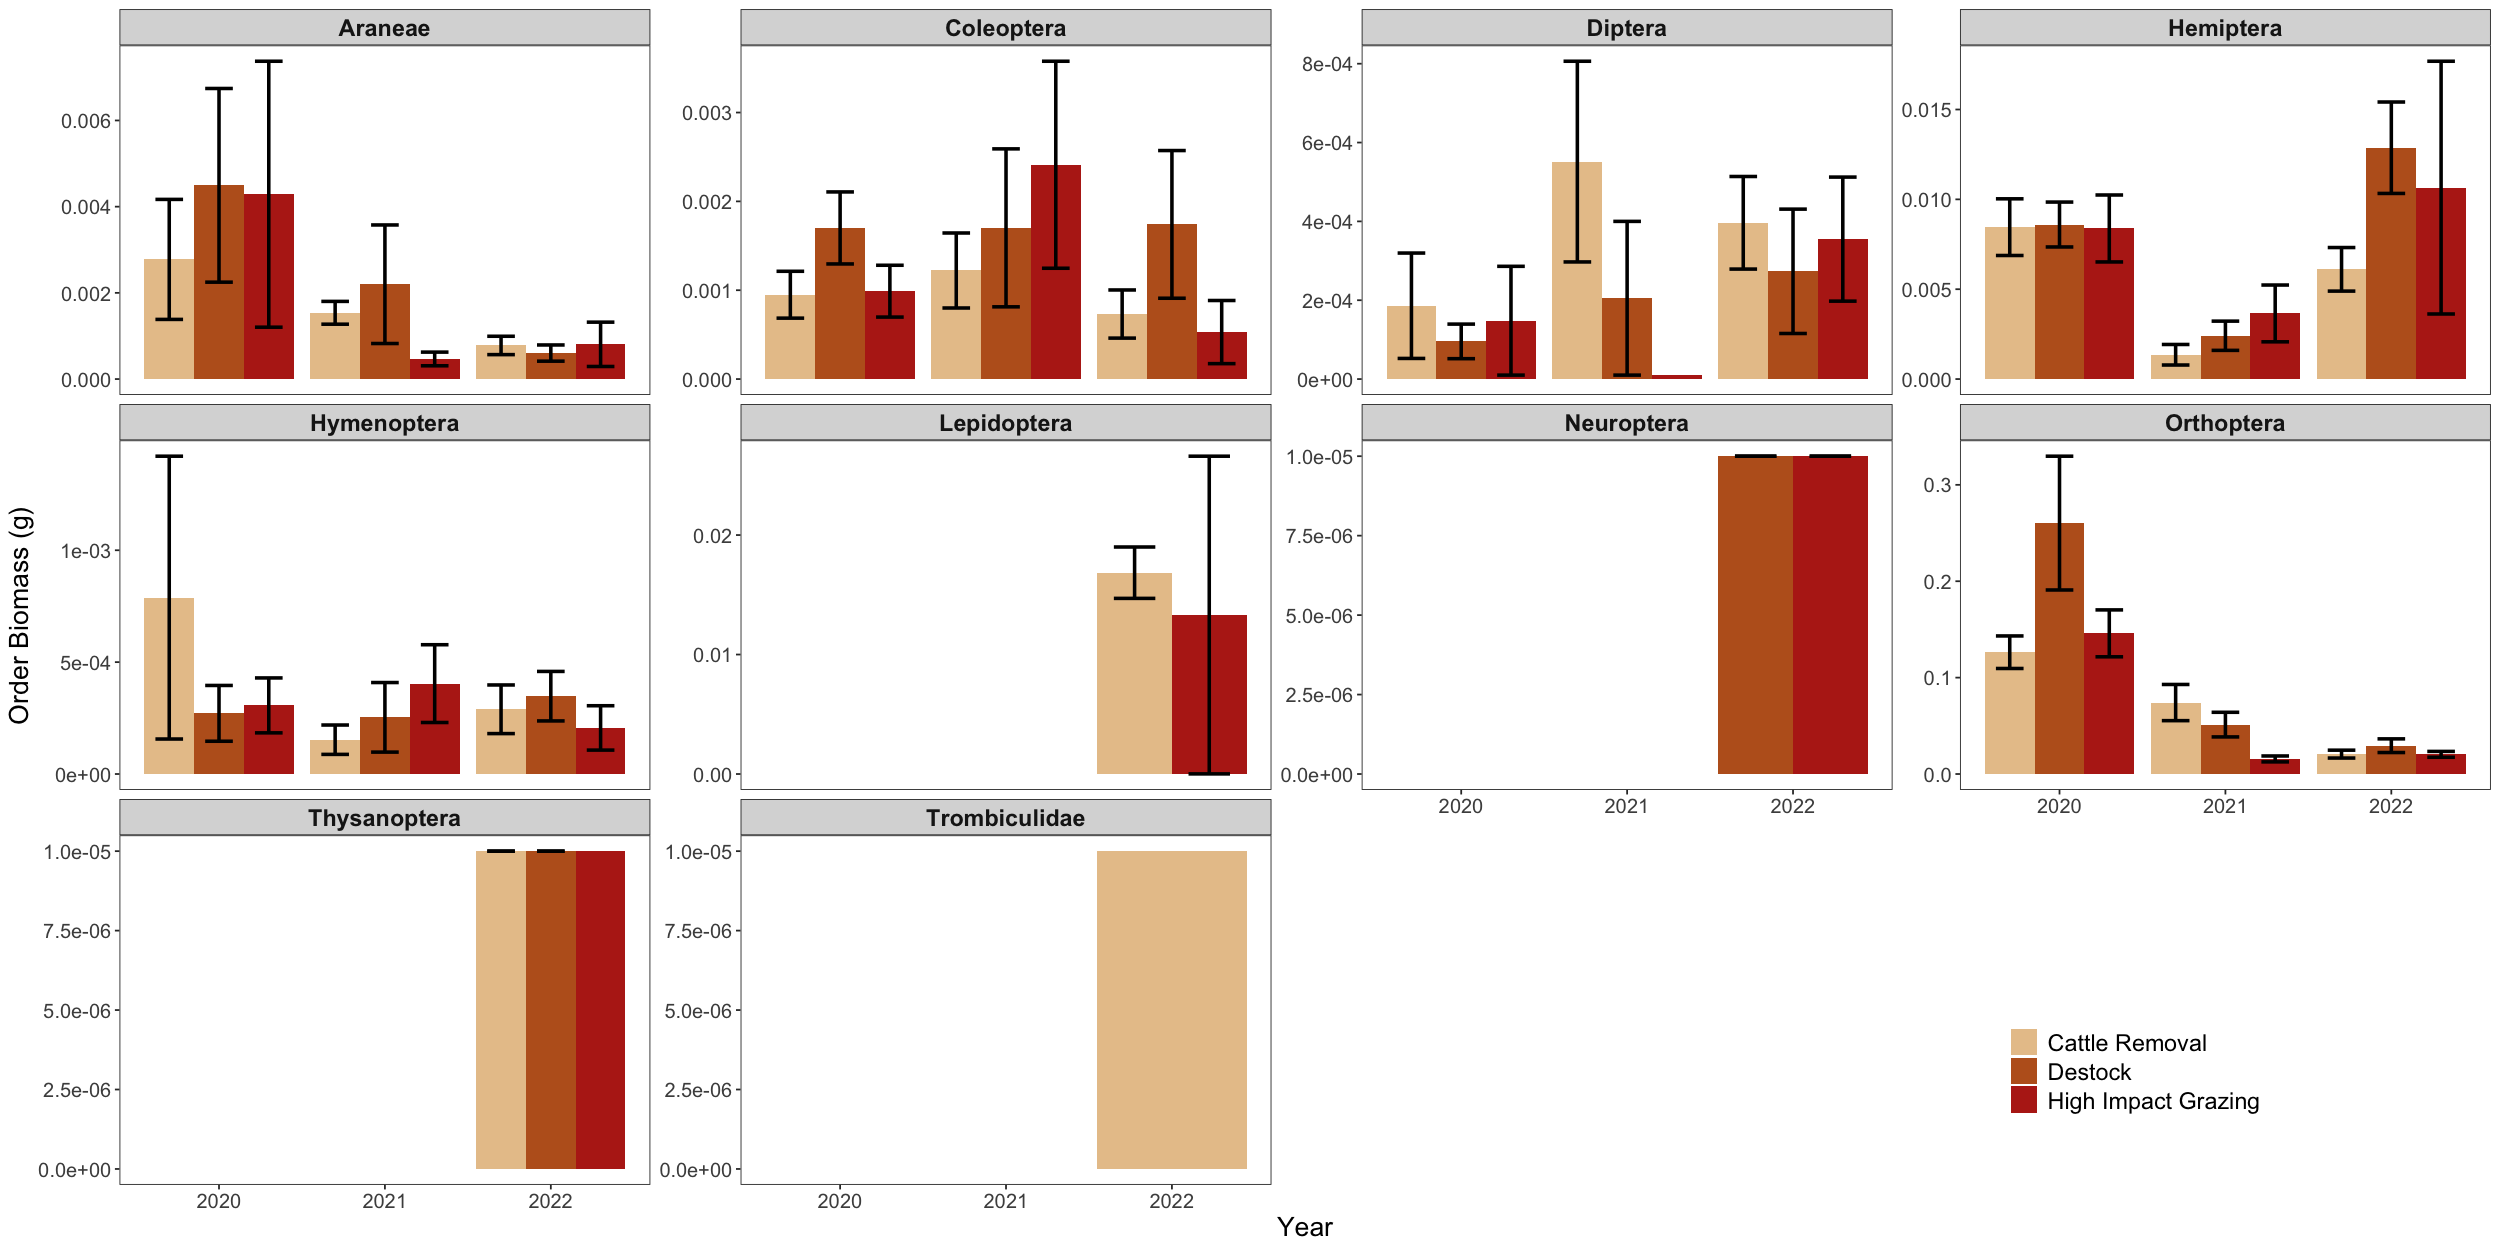 Araneae
Coleoptera
Diptera
Hemiptera
0.006
0.004
0.002
0.000
0.003
0.002
0.001
0.000
8e-04
6e-04
4e-04
2e-04
0e+00
0.015
0.010
0.005
0.000
Hymenoptera
Lepidoptera
Neuroptera
Orthoptera
Order Biomass (g)
1e-03
5e-04
0e+00
0.02
0.01
0.00
1.0e-05
7.5e-06
5.0e-06
2.5e-06
0.0e+00
0.3
0.2
0.1
0.0
2020 2021 2022
2020 2021 2022
Thysanoptera
Trombiculidae
1.0e-05
7.5e-06
5.0e-06
2.5e-06
0.0e+00
1.0e-05
7.5e-06
5.0e-06
2.5e-06
0.0e+00
2020 2021 2022
2020 2021 2022
Cattle Removal
Destock
High Impact Grazing
Year